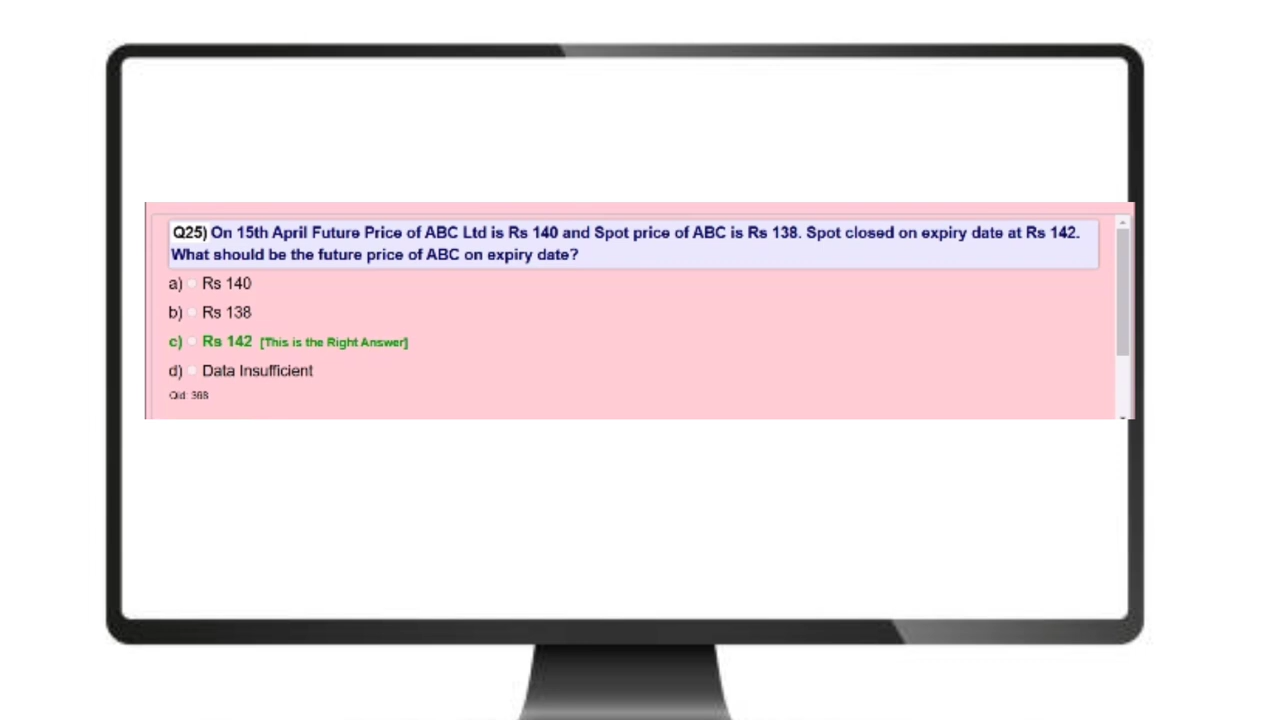 Q25) On 15th April Future Price of ABC Ltd is Rs 140 and Spot price of ABC is Rs 138. Spot closed on expiry date at Rs 142.
What should be the future price of ABC on expiry date?
a) Rs 140
b) Rs 138
c) Rs 142 [This is the Right Answer]
d) Data Insufficient
Qid: 368